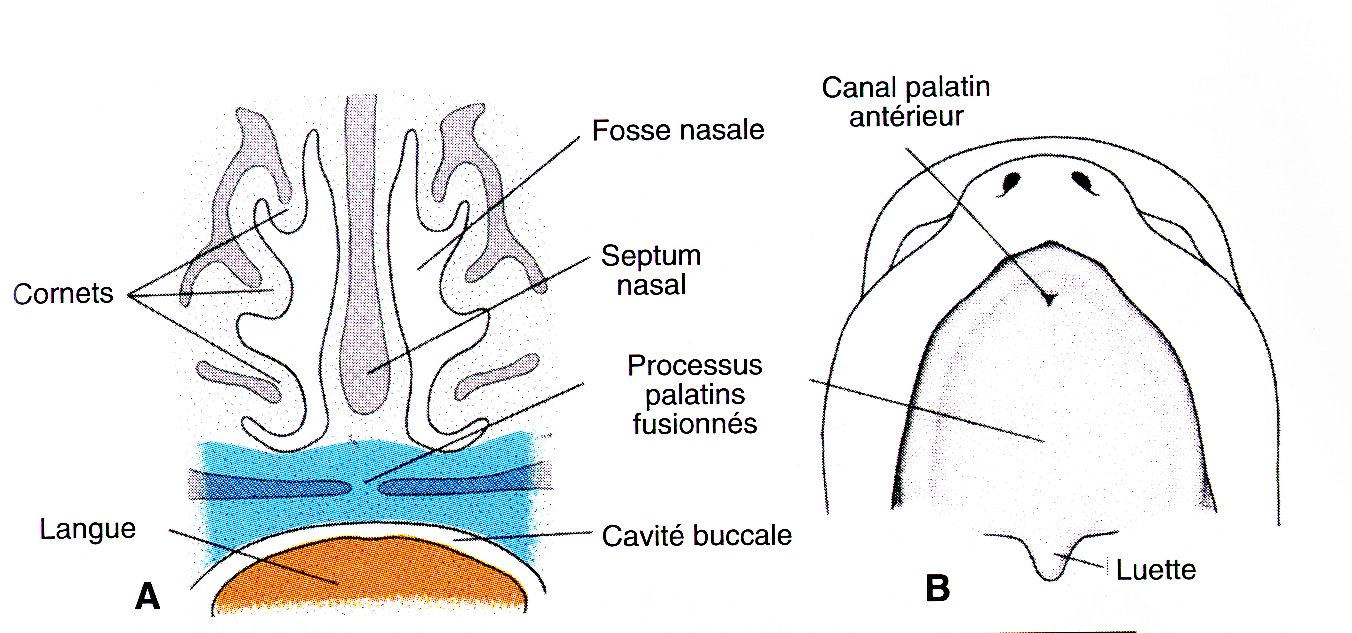 Canal palatin
antérieur
Fosse nasale
Septum
nasal
Cornets
Processus
palatins
fusionnés
Langue
Cavité buccale
Luette
A
B